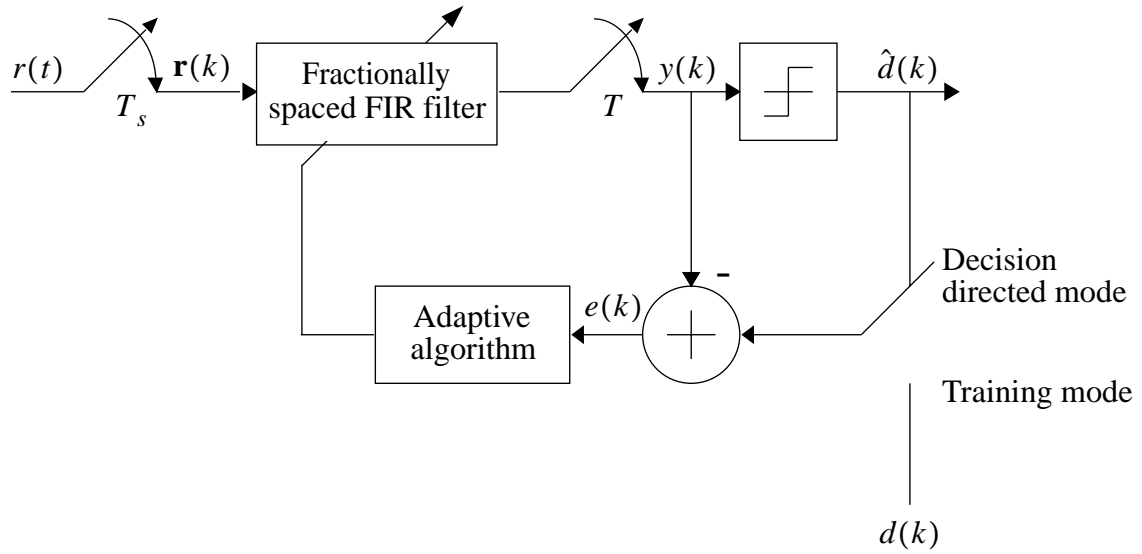 r(t)
T_s
r(k)
Fractionally
spaced FIR filter
T
y(k)
d̂(k)
Decision
directed mode
-
e(k)
+
Adaptive
algorithm
Training mode
d(k)